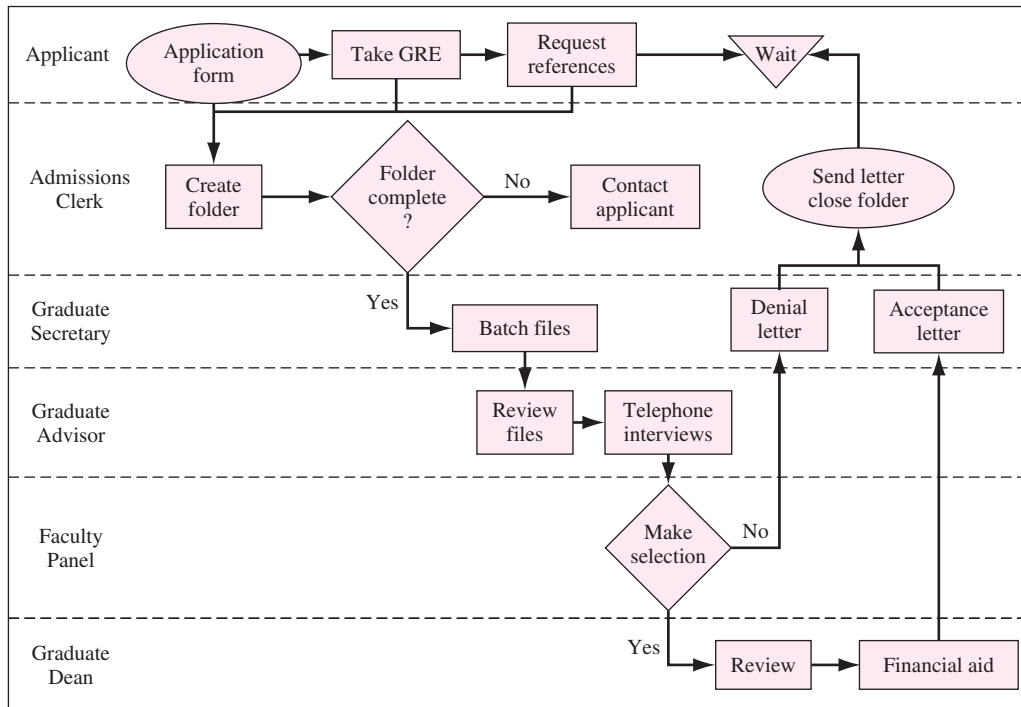 Applicant
Application
form
Take GRE
Request
references
Wait
Admissions
Clerk
Create
folder
Folder
complete
?
No
Contact
applicant
Send letter
close folder
Graduate
Secretary
Yes
Batch files
Denial
letter
Acceptance
letter
Graduate
Advisor
Review
files
Telephone
interviews
Faculty
Panel
Make
selection
No
Graduate
Dean
Yes
Review
Financial aid